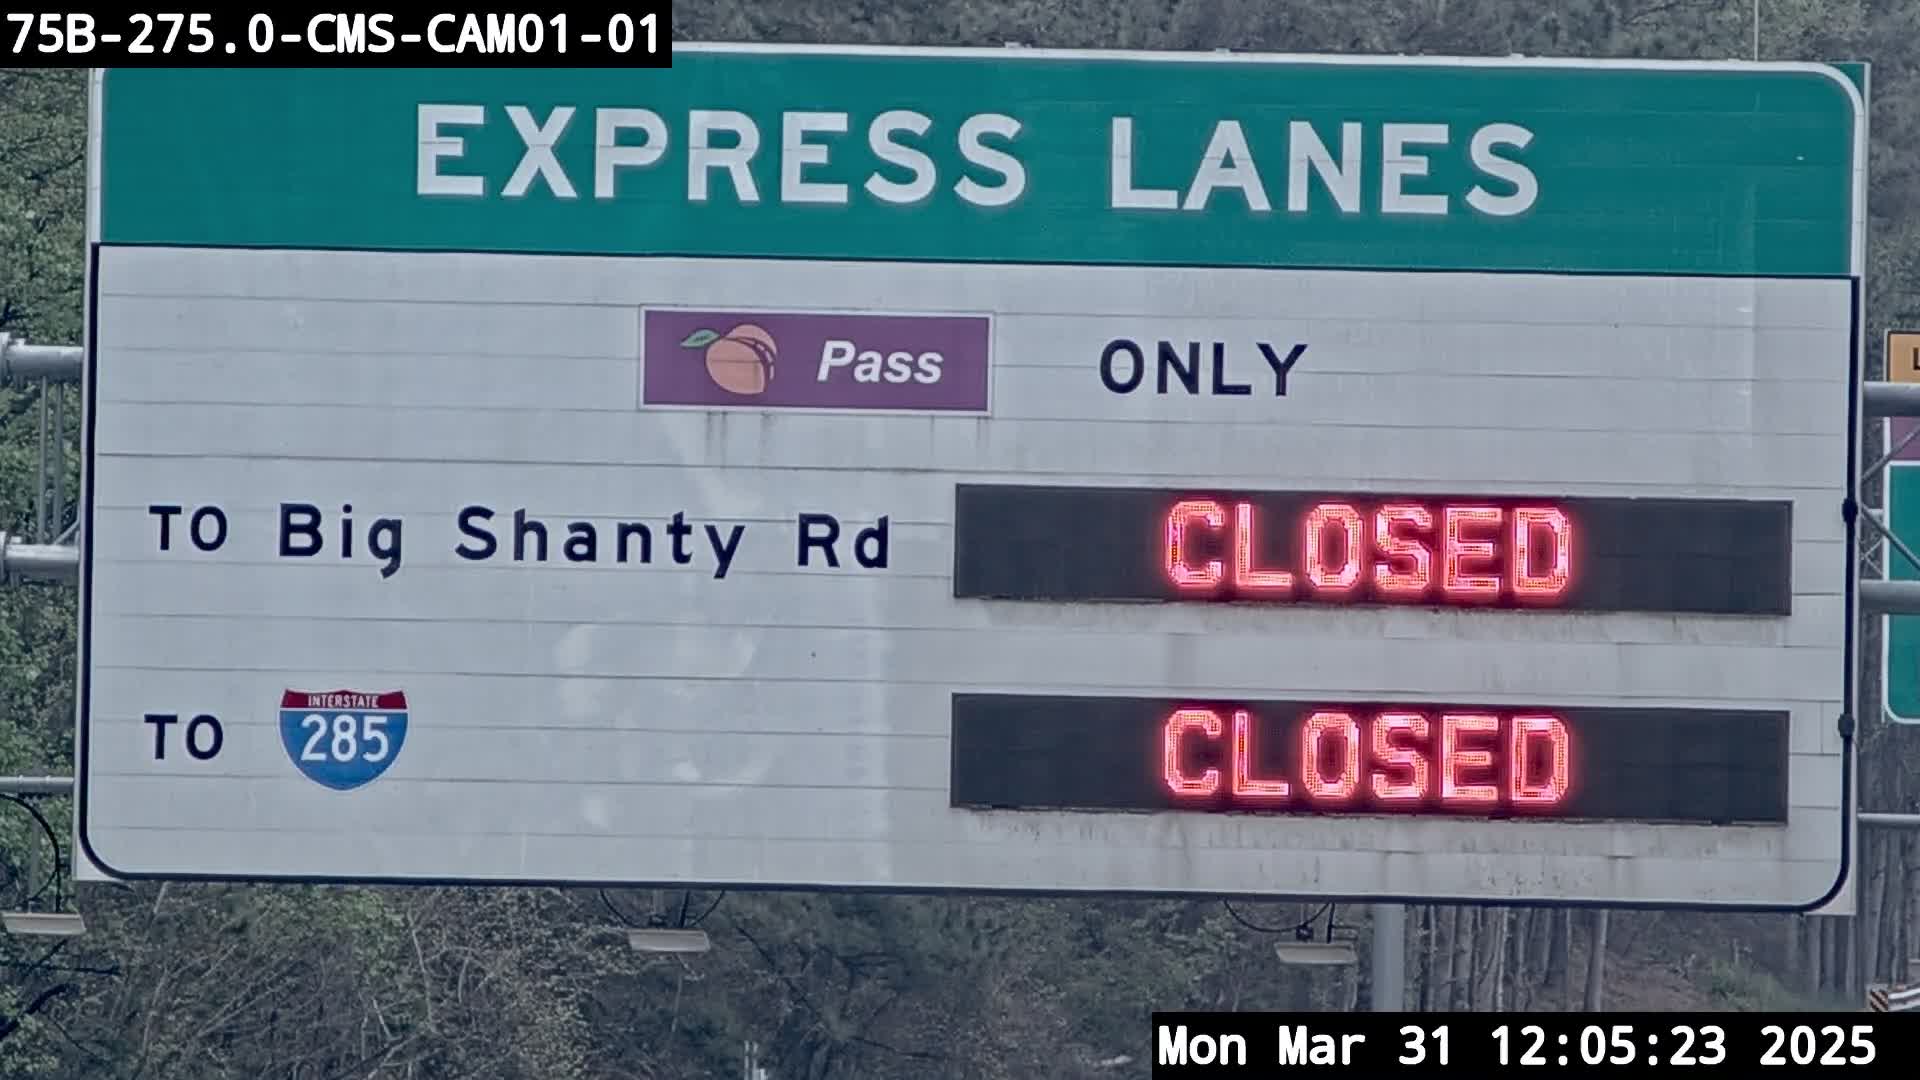 75B-275.0-CMS-CAM01-01
EXPRESS LANES
Pass ONLY
TO Big Shanty Rd CLOSED
INTERSTATE
TO 285 CLOSED
Mon Mar 31 12:05:23 2025